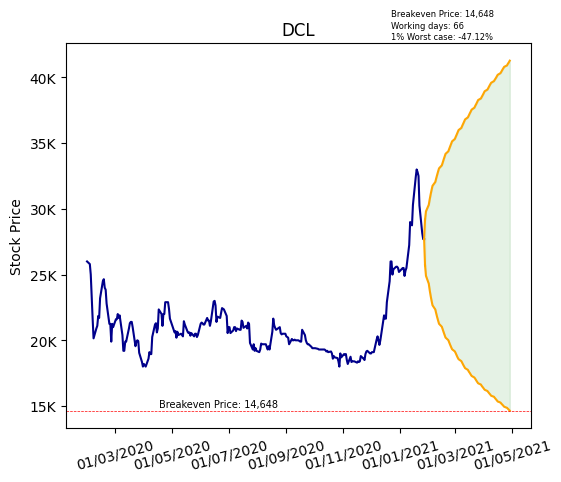 Breakeven Price: 14,648
Working days: 66
1% Worst case: -47.12%
DCL
40K
35K
30K
25K
20K
15K
Stock Price
Breakeven Price: 14,648
01/03/2020
01/05/2020
01/07/2020
01/09/2020
01/11/2020
01/01/2021
01/03/2021
01/05/2021